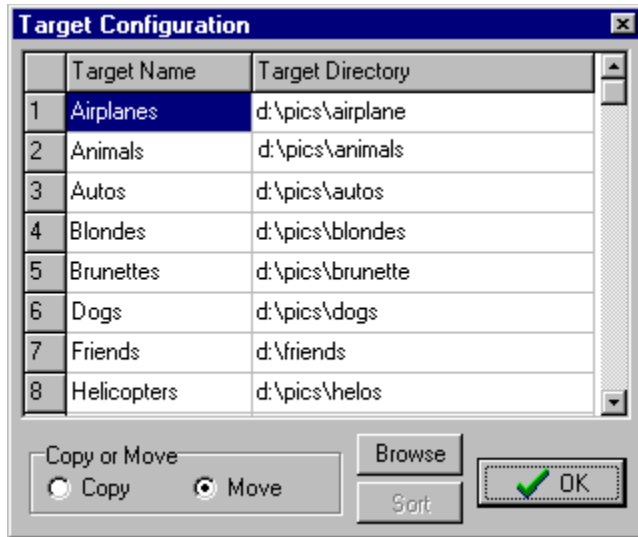 Target Configuration
Target Name Target Directory
1 Airplanes d:\pics\airplane
2 Animals d:\pics\animals
3 Autos d:\pics\autos
4 Blondes d:\pics\blondes
5 Brunettes d:\pics\brunette
6 Dogs d:\pics\dogs
7 Friends d:\friends
8 Helicopters d:\pics\helos
Copy or Move
Copy Move
Browse
Sort
OK